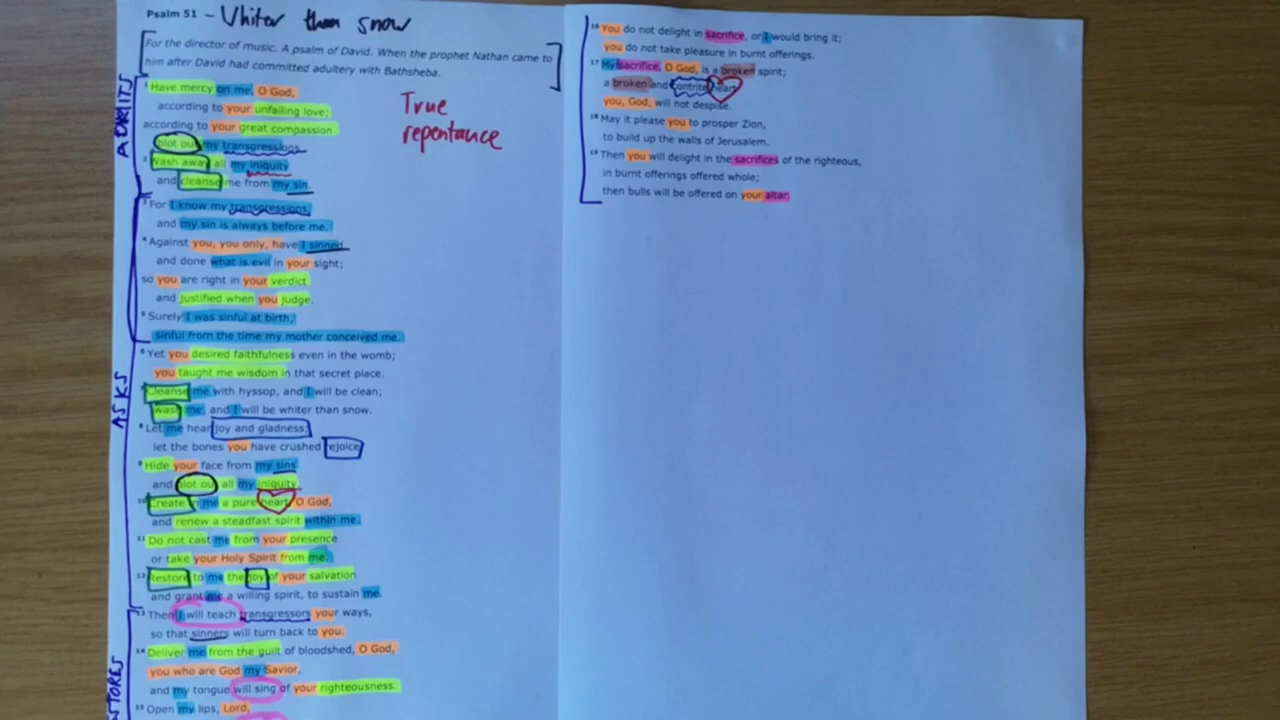 Psalm 51 – Whiter than snow
For the director of music. A psalm of David. When the prophet Nathan came to
him after David had committed adultery with Bathsheba.
True
repentance
ADMITS
1 Have mercy on me, O God,
according to your unfailing love;
according to your great compassion
blot out my transgressions.
2 Wash away all my iniquity
and cleanse me from my sin.
3 For I know my transgressions,
and my sin is always before me.
4 Against you, you only, have I sinned
and done what is evil in your sight;
so you are right in your verdict
and justified when you judge.
5 Surely I was sinful at birth,
sinful from the time my mother conceived me.
6 Yet you desired faithfulness even in the womb;
you taught me wisdom in that secret place.
ASKS
7 Cleanse me with hyssop, and I will be clean;
wash me, and I will be whiter than snow.
8 Let me hear joy and gladness;
let the bones you have crushed rejoice.
9 Hide your face from my sins
and blot out all my iniquity.
10 Create in me a pure heart, O God,
and renew a steadfast spirit within me.
11 Do not cast me from your presence
or take your Holy Spirit from me.
12 Restore to me the joy of your salvation
and grant me a willing spirit, to sustain me.
13 Then I will teach transgressors your ways,
so that sinners will turn back to you.
14 Deliver me from the guilt of bloodshed, O God,
you who are God my Savior,
and my tongue will sing of your righteousness.
15 Open my lips, Lord,
16 You do not delight in sacrifice, or I would bring it;
you do not take pleasure in burnt offerings.
17 My sacrifice, O God, is a broken spirit;
a broken and contrite heart
you, God, will not despise.
18 May it please you to prosper Zion,
to build up the walls of Jerusalem.
19 Then you will delight in the sacrifices of the righteous,
in burnt offerings offered whole;
then bulls will be offered on your altar.